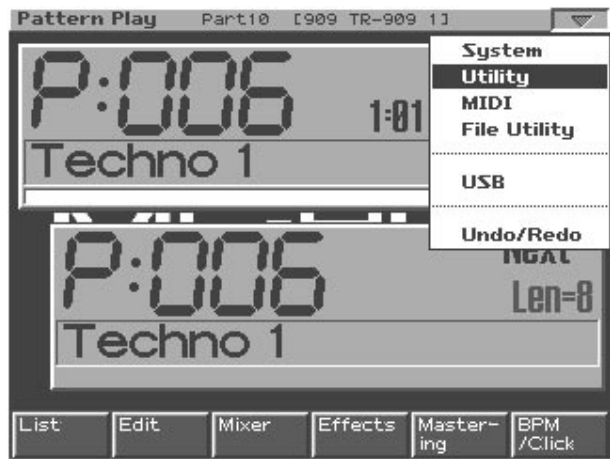 Pattern Play Part10 [909 TR-909 1]
System
Utility
MIDI
File Utility
USB
Undo/Redo
P:006 1:01
Techno 1
P:006 Next
Len=8
Techno 1
List Edit Mixer Effects Master-ing BPM/Click